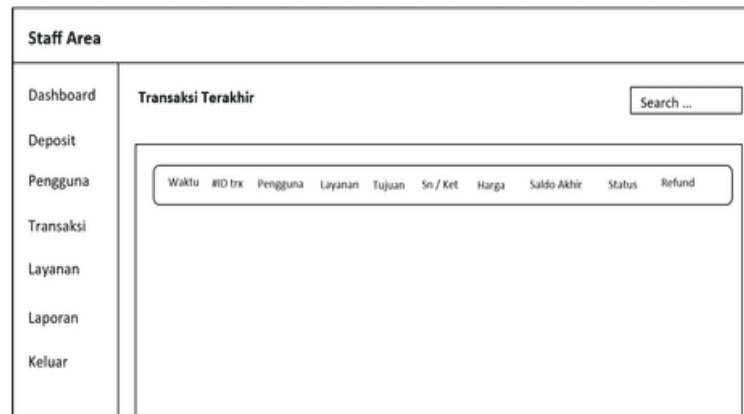 Staff Area
Dashboard
Deposit
Pengguna
Transaksi
Layanan
Laporan
Keluar
Transaksi Terakhir
Search ...
Waktu #ID trx Pengguna Layanan Tujuan Sn / Ket Harga Saldo Akhir Status Refund